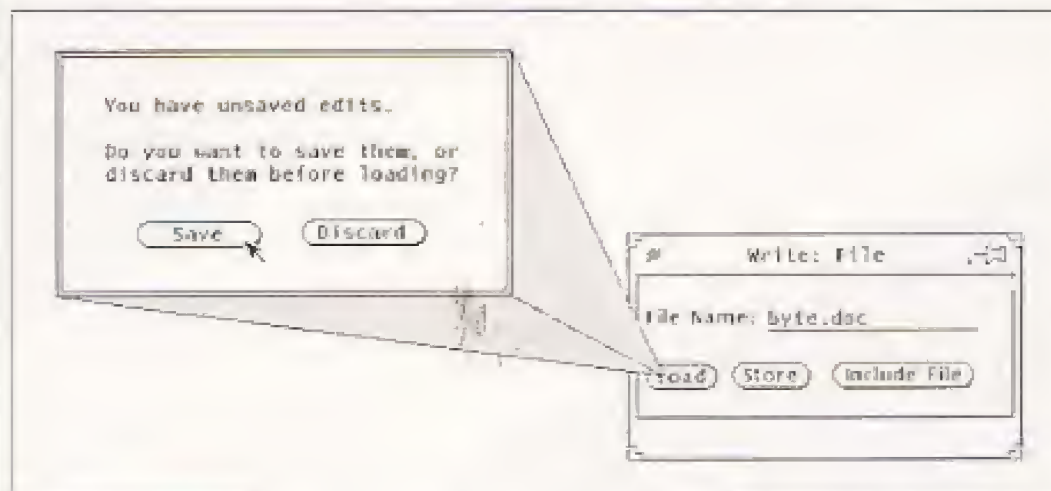 You have unsaved edits.
Do you want to save them, or
discard them before loading?
Save Discard
Write: File
File Name: byte.doc
Load Store Include File